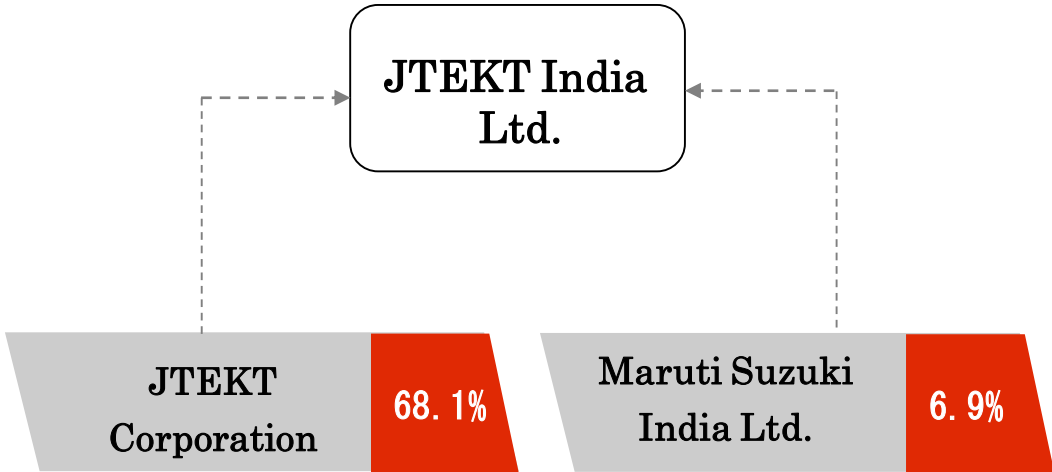 JTEKT India
Ltd.
JTEKT
Corporation
68.1%
Maruti Suzuki
India Ltd.
6.9%